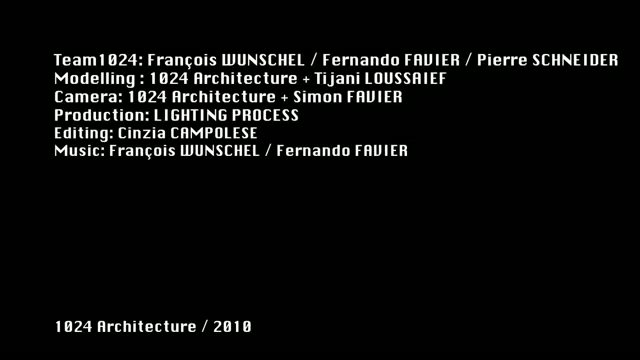 Team1024: François WUNSCHEL / Fernando FAVIER / Pierre SCHNEIDER
Modelling : 1024 Architecture + Tijani LOUSSAIEF
Camera: 1024 Architecture + Simon FAVIER
Production: LIGHTING PROCESS
Editing: Cinzia CAMPOLESE
Music: François WUNSCHEL / Fernando FAVIER
1024 Architecture / 2010